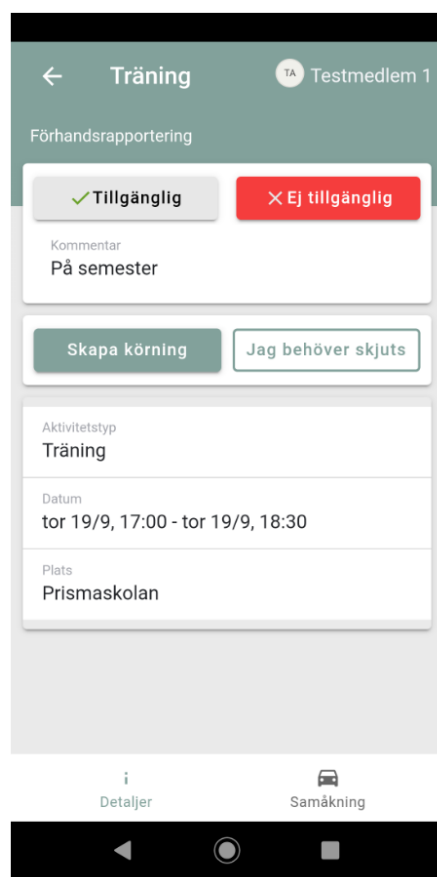 Träning
TA Testmedlem 1
Förhandsrapportering
Tillgänglig
Ej tillgänglig
Kommentar
På semester
Skapa körning
Jag behöver skjuts
Aktivitetstyp
Träning
Datum
tor 19/9, 17:00 - tor 19/9, 18:30
Plats
Prismaskolan
Detaljer
Samåkning